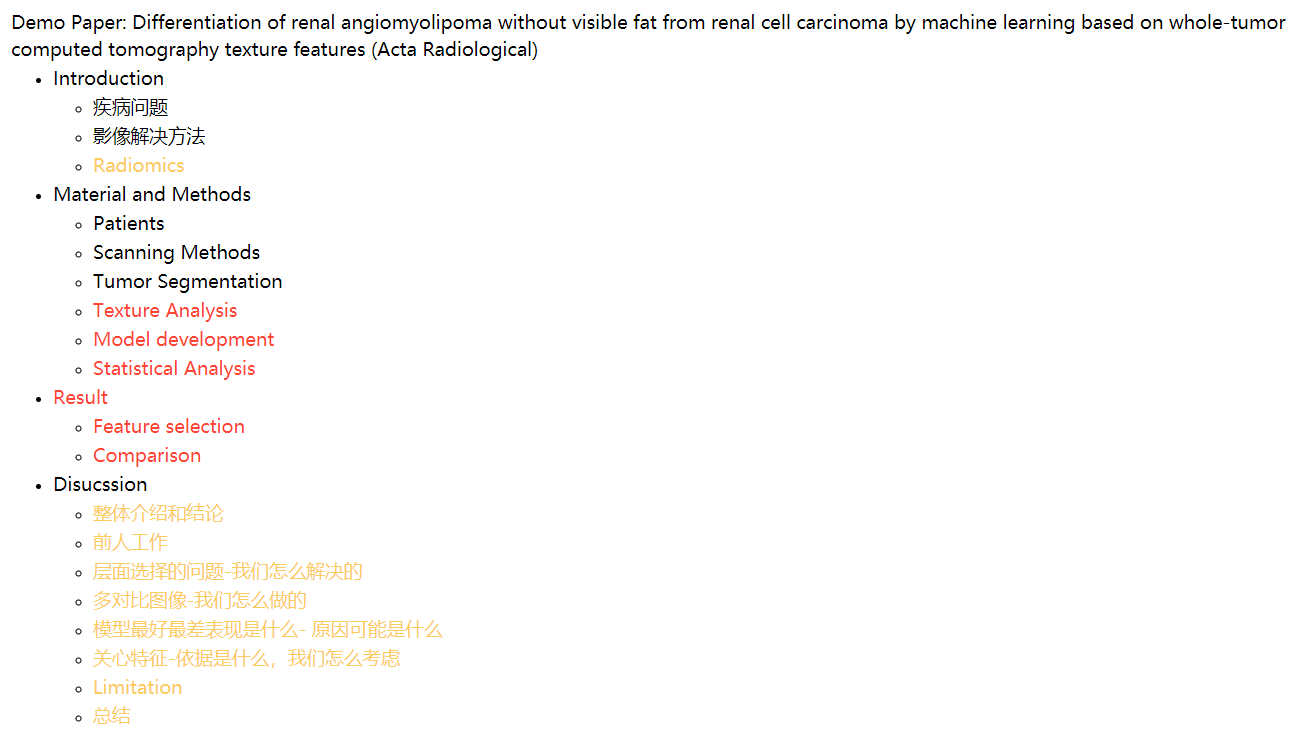 Demo Paper: Differentiation of renal angiomyolipoma without visible fat from renal cell carcinoma by machine learning based on whole-tumor
computed tomography texture features (Acta Radiological)
Introduction
疾病问题
影像解决方法
Radiomics
Material and Methods
Patients
Scanning Methods
Tumor Segmentation
Texture Analysis
Model development
Statistical Analysis
Result
Feature selection
Comparison
Disucssion
整体介绍和结论
前人工作
层面选择的问题-我们怎么解决的
多对比图像-我们怎么做的
模型最好最差表现是什么- 原因可能是什么
关心特征-依据是什么，我们怎么考虑
Limitation
总结